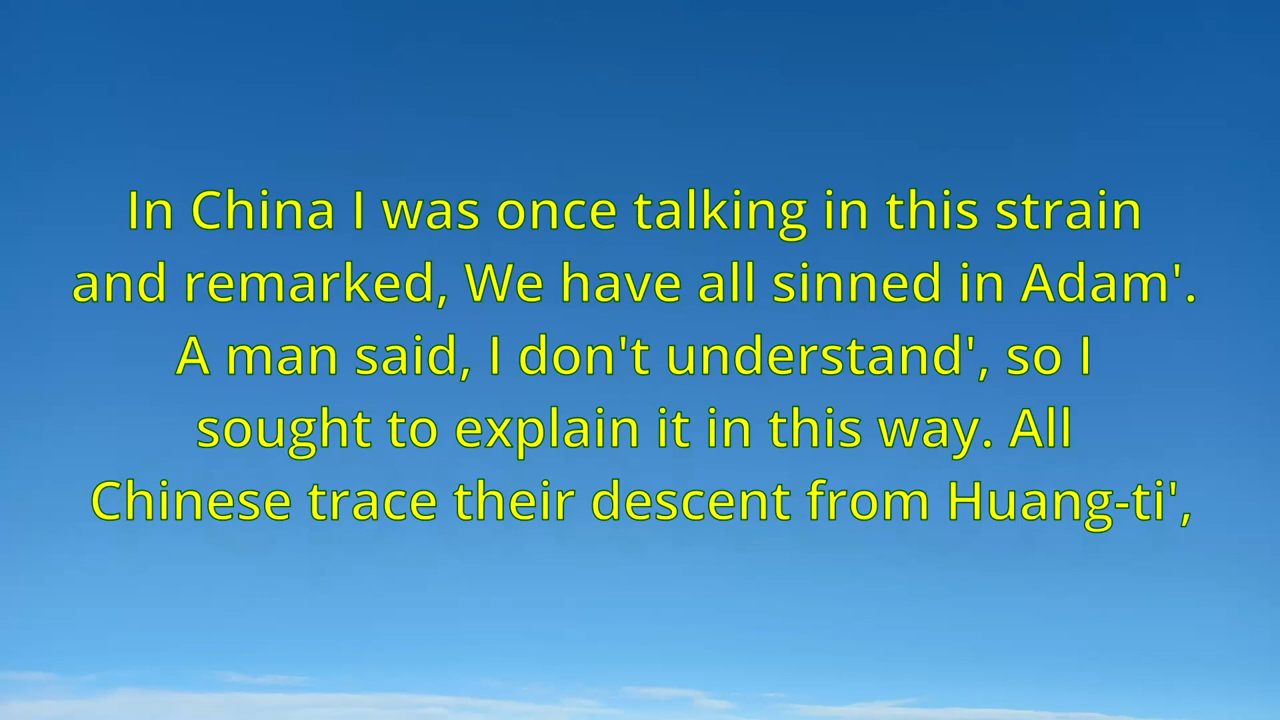 In China I was once talking in this strain
and remarked, We have all sinned in Adam'.
A man said, I don't understand', so I
sought to explain it in this way. All
Chinese trace their descent from Huang-ti',